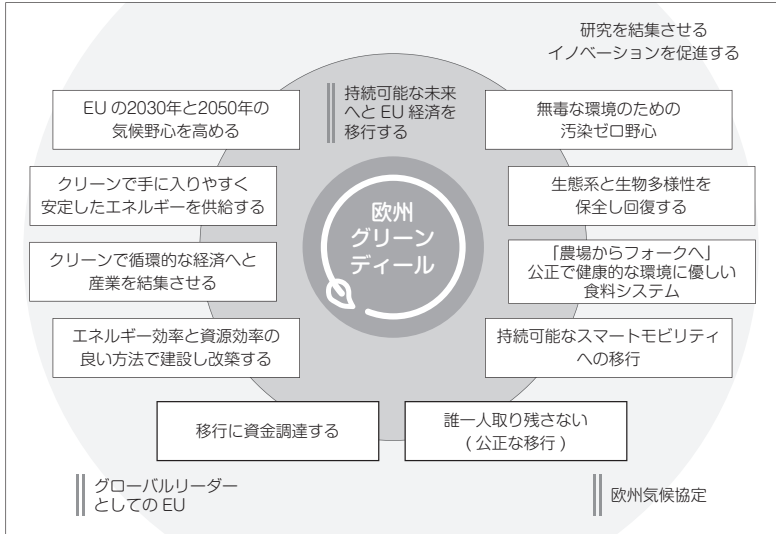 研究を結集させる
イノベーションを促進する
持続可能な未来
へと EU 経済を
移行する
EU の2030年と2050年の
気候野心を高める
無毒な環境のための
汚染ゼロ野心
クリーンで手に入りやすく
安定したエネルギーを供給する
生態系と生物多様性を
保全し回復する
欧州
グリーン
ディール
クリーンで循環的な経済へと
産業を結集させる
「農場からフォークへ」
公正で健康的な環境に優しい
食料システム
エネルギー効率と資源効率の
良い方法で建設し改築する
持続可能なスマートモビリティ
への移行
移行に資金調達する
誰一人取り残さない
( 公正な移行 )
グローバルリーダー
としての EU
欧州気候協定